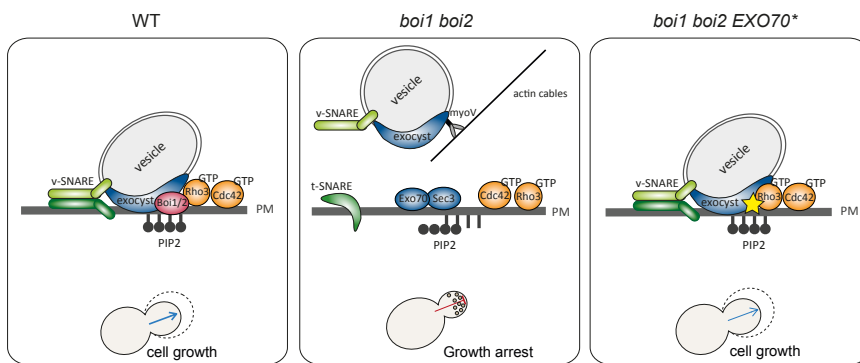 WT
vesicle
v-SNARE
exocyst
Boi1/2
Rho3
GTP
Cdc42
GTP
PM
PIP2
cell growth
boi1 boi2
vesicle
v-SNARE
exocyst
myoV
actin cables
t-SNARE
Exo70
Sec3
Cdc42
GTP
Rho3
GTP
PM
PIP2
Growth arrest
boi1 boi2 EXO70*
vesicle
v-SNARE
exocyst
Rho3
GTP
Cdc42
GTP
PM
PIP2
cell growth